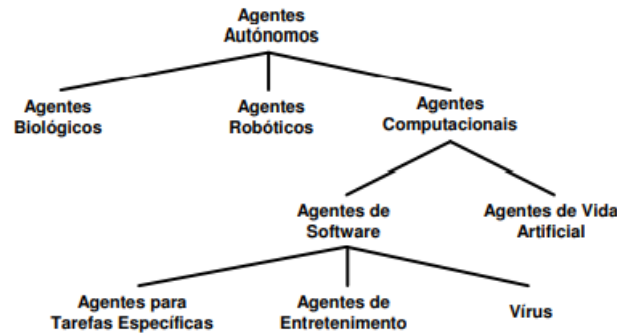 Agentes
Autónomos
Agentes
Biológicos
Agentes
Robóticos
Agentes
Computacionais
Agentes de
Software
Agentes de Vida
Artificial
Agentes para
Tarefas Específicas
Agentes de
Entretenimento
Vírus